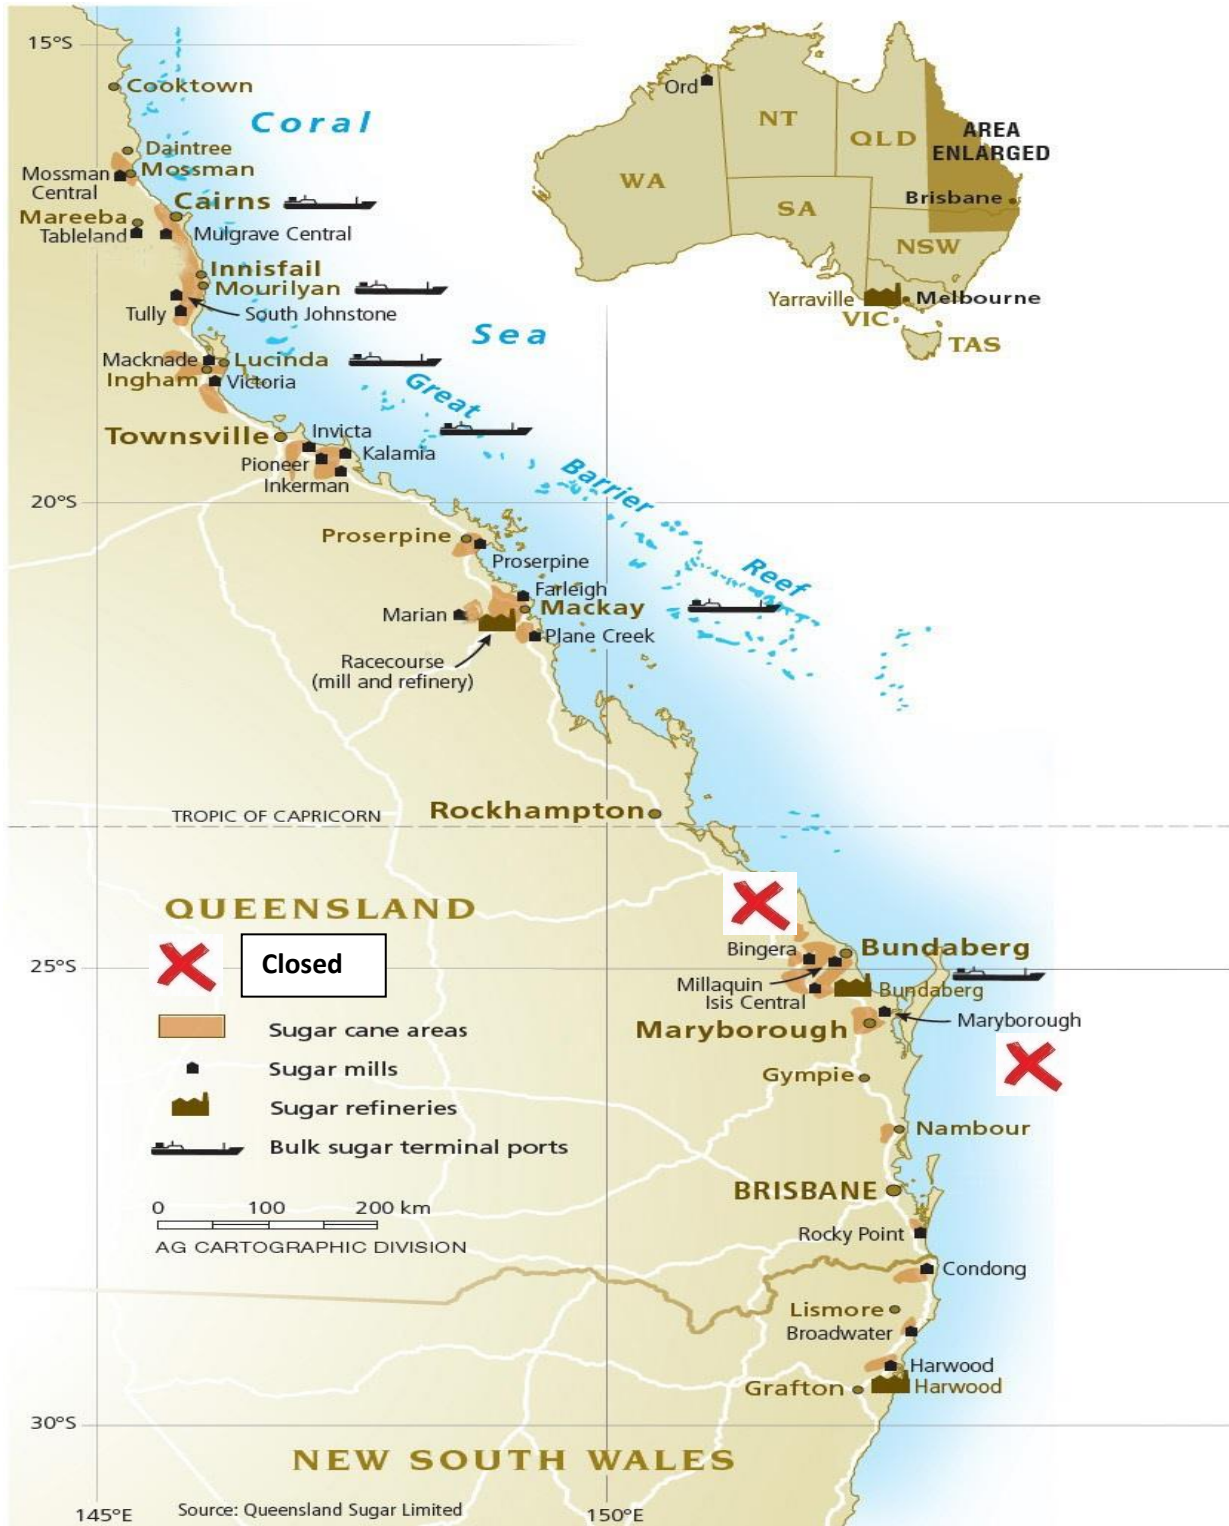 15°S
Cooktown
Coral
Daintree
Mossman
Mossman
Central
Cairns
Mareeba
Tableland
Mulgrave Central
Innisfail
Mourilyan
Tully
South Johnstone
Sea
Macknade
Lucinda
Ingham
Victoria
Great
Townsville
Invicta
Kalamia
Pioneer
Inkerman
Barrier
20°S
Proserpine
Proserpine
Reef
Farleigh
Mackay
Marian
Plane Creek
Racecourse
(mill and refinery)
Rockhampton
TROPIC OF CAPRICORN
Ord
NT
QLD
AREA
ENLARGED
WA
SA
Brisbane
NSW
Yarraville
Melbourne
VIC
TAS
QUEENSLAND
Closed
Sugar cane areas
Sugar mills
Sugar refineries
Bulk sugar terminal ports
0 100 200 km
AG CARTOGRAPHIC DIVISION
Bingera
Bundaberg
25°S
Millaquin
Isis Central
Bundaberg
Maryborough
Maryborough
Gympie
Nambour
BRISBANE
Rocky Point
Condong
Lismore
Broadwater
Harwood
Harwood
Grafton
30°S
NEW SOUTH WALES
Source: Queensland Sugar Limited
145°E
150°E